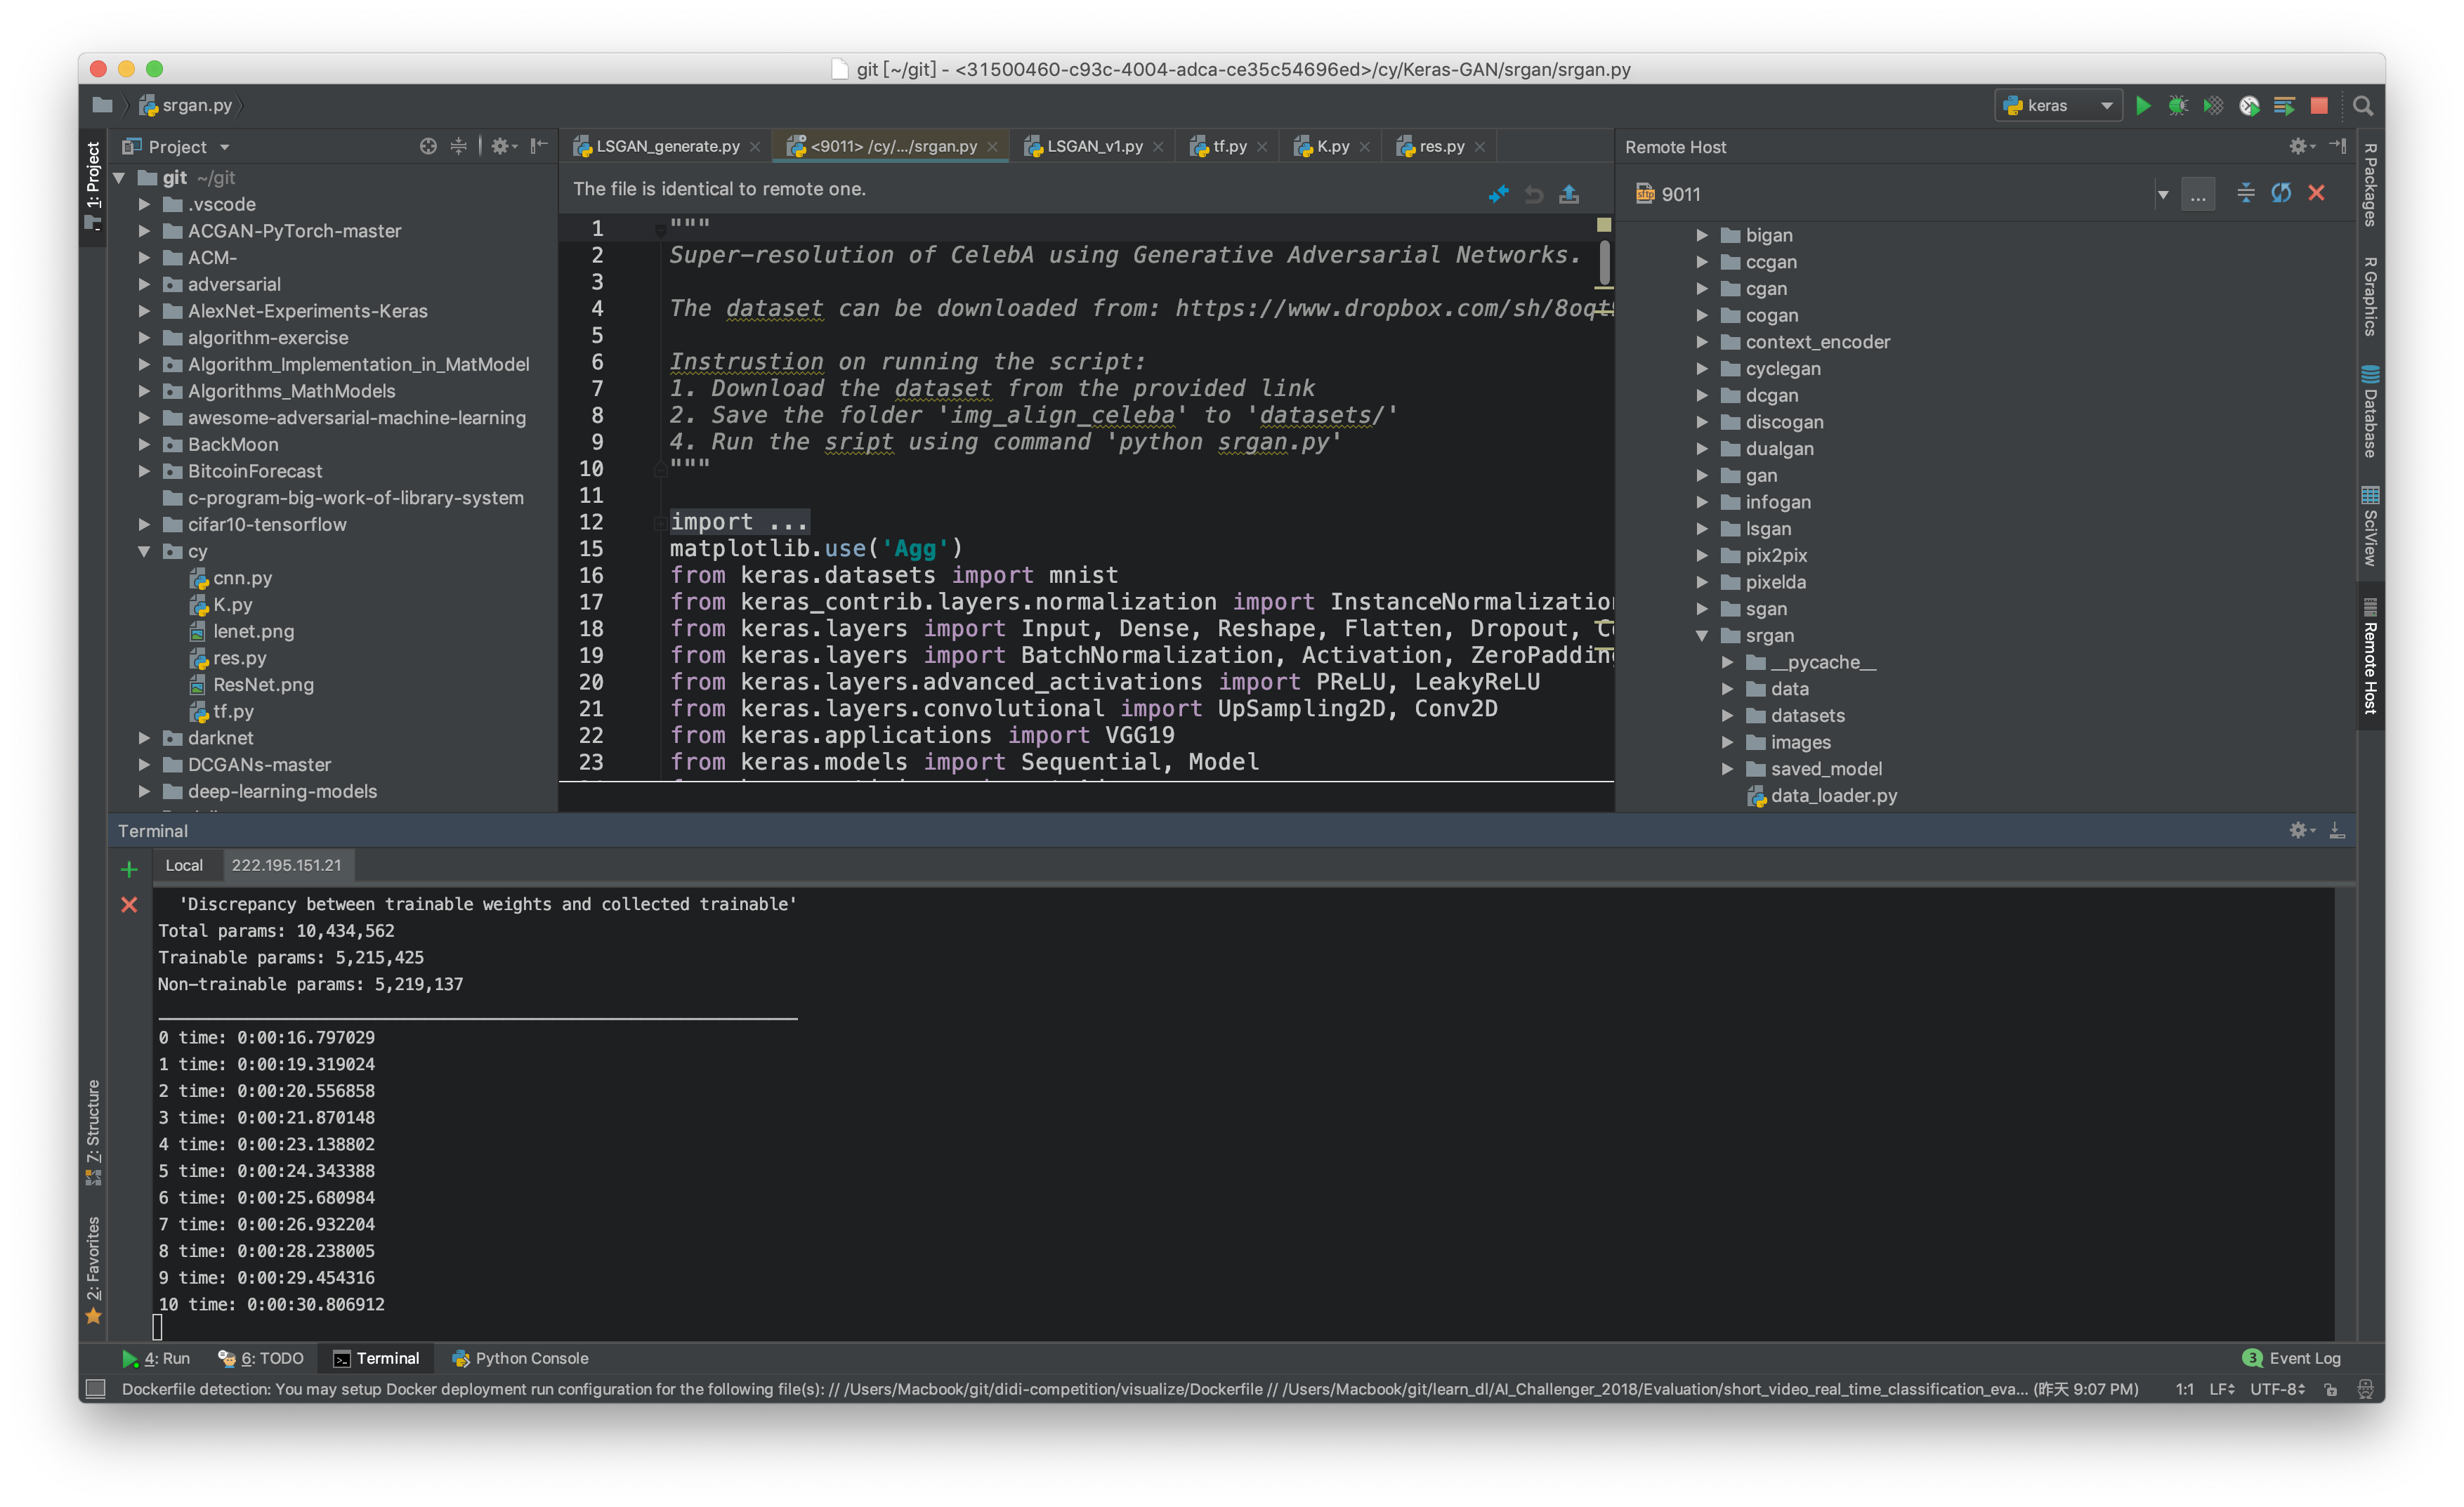 git [~/git] - <31500460-c93c-4004-adca-ce35c54696ed>/cy/Keras-GAN/srgan/srgan.py
srgan.py
keras
1: Project
Project
git ~/git
.vscode
ACGAN-PyTorch-master
ACM-
adversarial
AlexNet-Experiments-Keras
algorithm-exercise
Algorithm_Implementation_in_MatModel
Algorithms_MathModels
awesome-adversarial-machine-learning
BackMoon
BitcoinForecast
c-program-big-work-of-library-system
cifar10-tensorflow
cy
cnn.py
K.py
lenet.png
res.py
ResNet.png
tf.py
darknet
DCGANs-master
deep-learning-models
LSGAN_generate.py
<9011> /cy/.../srgan.py
LSGAN_v1.py
tf.py
K.py
res.py
The file is identical to remote one.
1 """
2 Super-resolution of CelebA using Generative Adversarial Networks.
3
4 The dataset can be downloaded from: https://www.dropbox.com/sh/8oqt
5
6 Instrustion on running the script:
7 1. Download the dataset from the provided link
8 2. Save the folder 'img_align_celeba' to 'datasets/'
9 4. Run the sript using command 'python srgan.py'
10 """
11
12 import ...
15 matplotlib.use('Agg')
16 from keras.datasets import mnist
17 from keras_contrib.layers.normalization import InstanceNormalization
18 from keras.layers import Input, Dense, Reshape, Flatten, Dropout, Co
19 from keras.layers import BatchNormalization, Activation, ZeroPadding
20 from keras.layers.advanced_activations import PReLU, LeakyReLU
21 from keras.layers.convolutional import UpSampling2D, Conv2D
22 from keras.applications import VGG19
23 from keras.models import Sequential, Model
Remote Host
9011
...
bigan
ccgan
cgan
cogan
context_encoder
cyclegan
dcgan
discogan
dualgan
gan
infogan
lsgan
pix2pix
pixelda
sgan
srgan
__pycache__
data
datasets
images
saved_model
data_loader.py
R Packages
R Graphics
Database
SciView
Remote Host
Terminal
Local
222.195.151.21
'Discrepancy between trainable weights and collected trainable'
Total params: 10,434,562
Trainable params: 5,215,425
Non-trainable params: 5,219,137
0 time: 0:00:16.797029
1 time: 0:00:19.319024
2 time: 0:00:20.556858
3 time: 0:00:21.870148
4 time: 0:00:23.138802
5 time: 0:00:24.343388
6 time: 0:00:25.680984
7 time: 0:00:26.932204
8 time: 0:00:28.238005
9 time: 0:00:29.454316
10 time: 0:00:30.806912
7: Structure
2: Favorites
4: Run
6: TODO
Terminal
Python Console
3 Event Log
Dockerfile detection: You may setup Docker deployment run configuration for the following file(s): // /Users/Macbook/git/didi-competition/visualize/Dockerfile // /Users/Macbook/git/learn_dl/AI_Challenger_2018/Evaluation/short_video_real_time_classification_eva... (昨天 9:07 PM)
1:1
LF
UTF-8